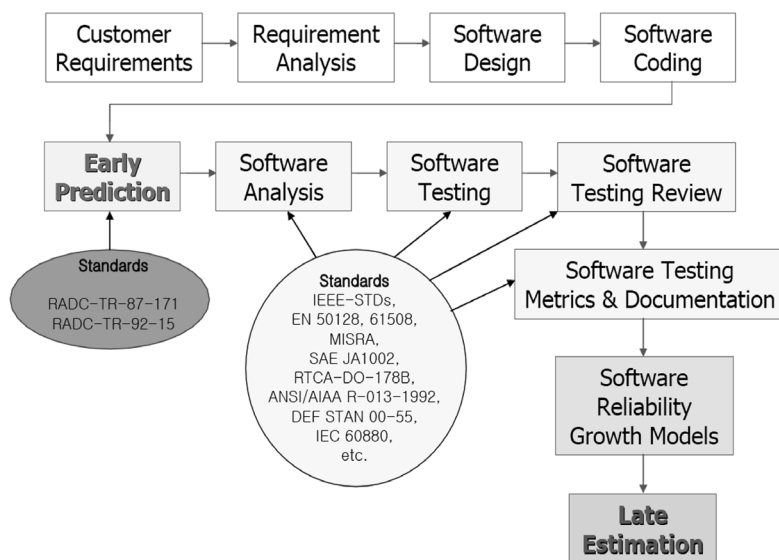 Customer
Requirements
Requirement
Analysis
Software
Design
Software
Coding
Early
Prediction
Software
Analysis
Software
Testing
Software
Testing Review
Standards
RADC-TR-87-171
RADC-TR-92-15
Standards
IEEE-STDs,
EN 50128, 61508,
MISRA,
SAE JA1002,
RTCA-DO-178B,
ANSI/AIAA R-013-1992,
DEF STAN 00-55,
IEC 60880,
etc.
Software Testing
Metrics & Documentation
Software
Reliability
Growth Models
Late
Estimation